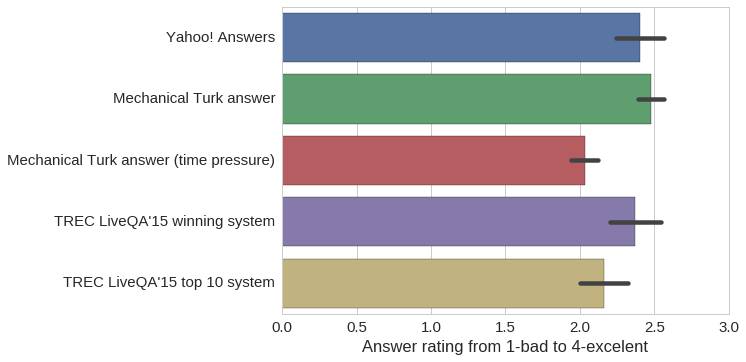 Yahoo! Answers
Mechanical Turk answer
Mechanical Turk answer (time pressure)
TREC LiveQA'15 winning system
TREC LiveQA'15 top 10 system
0.0 0.5 1.0 1.5 2.0 2.5 3.0
Answer rating from 1-bad to 4-excelent